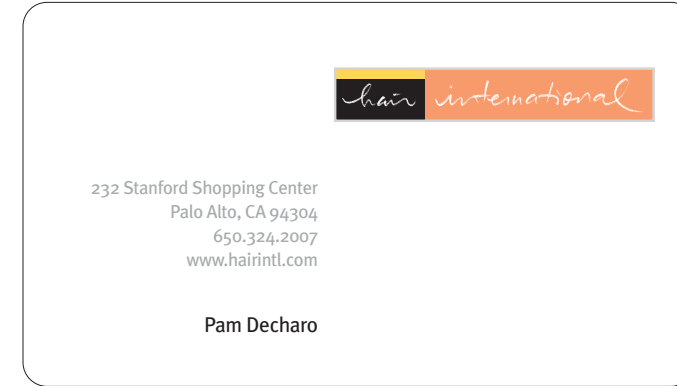 hair international
232 Stanford Shopping Center
Palo Alto, CA 94304
650.324.2007
www.hairintl.com
Pam Decharo